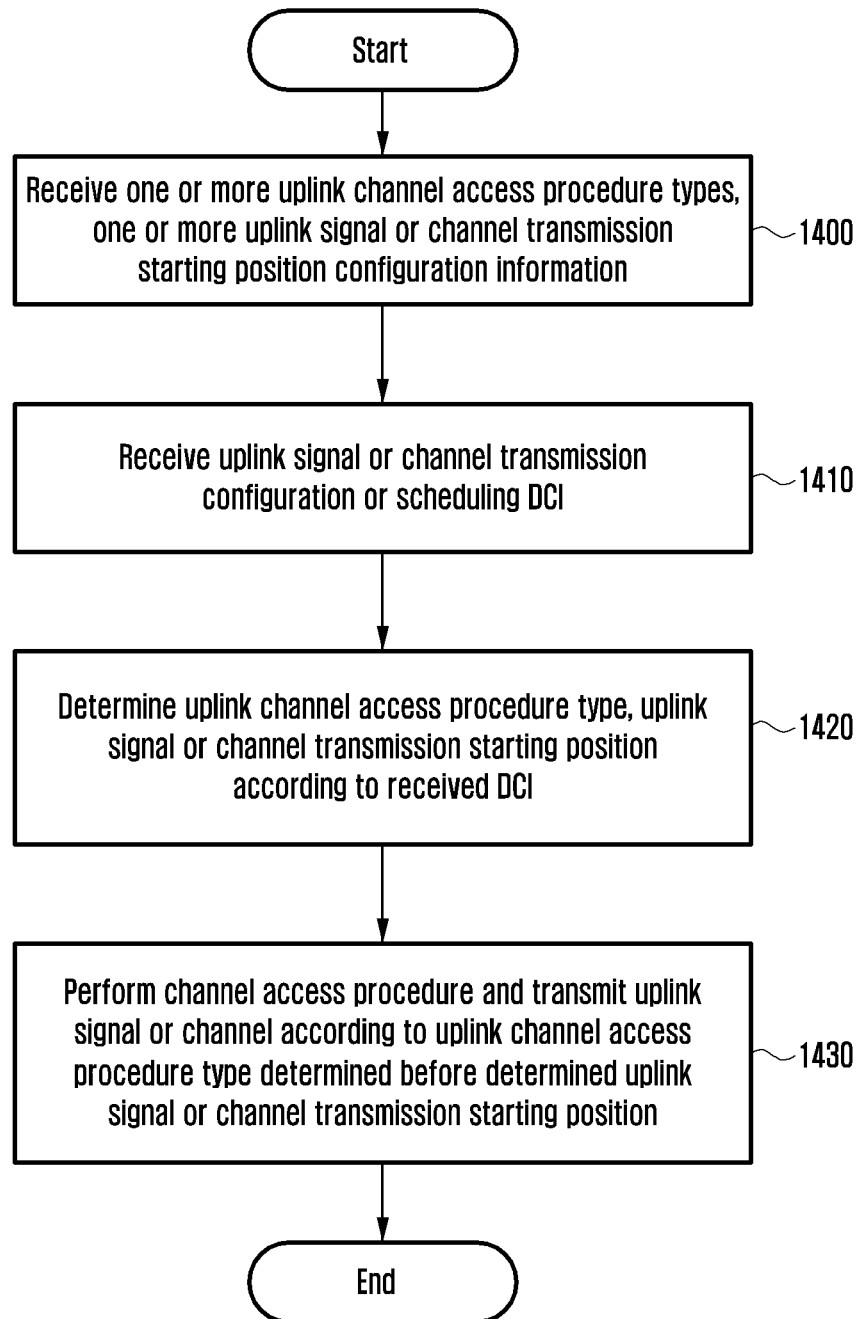 Start
Receive one or more uplink channel access procedure types,
one or more uplink signal or channel transmission
starting position configuration information
1400
Receive uplink signal or channel transmission
configuration or scheduling DCI
1410
Determine uplink channel access procedure type, uplink
signal or channel transmission starting position
according to received DCI
1420
Perform channel access procedure and transmit uplink
signal or channel according to uplink channel access
procedure type determined before determined uplink
signal or channel transmission starting position
1430
End